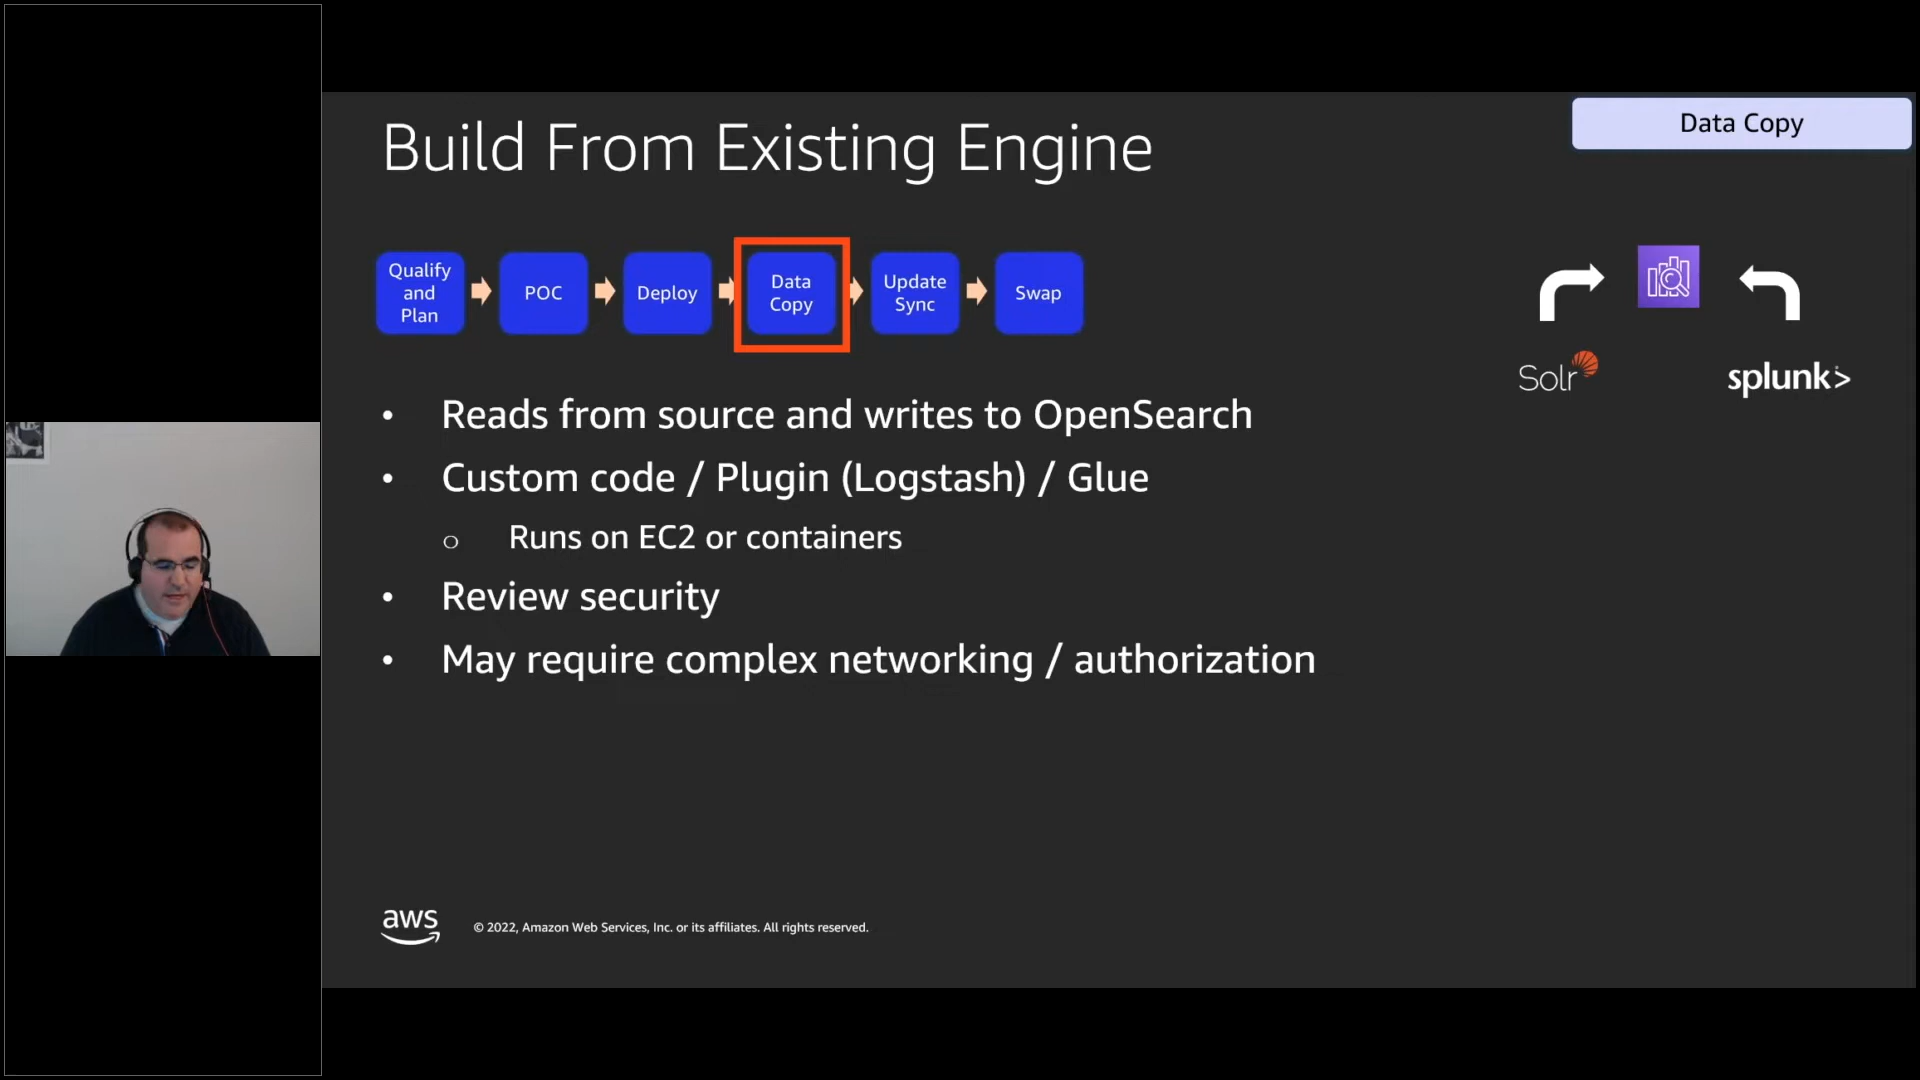 Data Copy
Build From Existing Engine
Qualify
and
Plan
POC
Deploy
Data
Copy
Update
Sync
Swap
Solr
splunk>
• Reads from source and writes to OpenSearch
• Custom code / Plugin (Logstash) / Glue
o Runs on EC2 or containers
• Review security
• May require complex networking / authorization
aws
© 2022, Amazon Web Services, Inc. or its affiliates. All rights reserved.